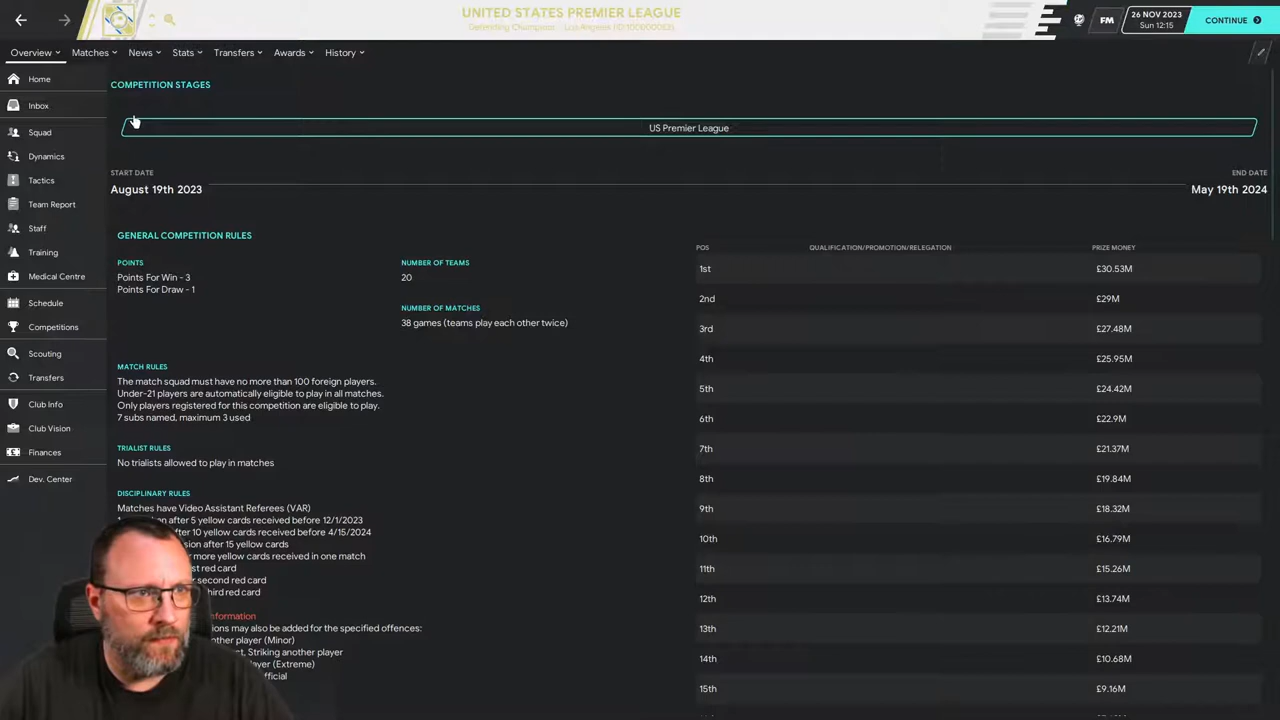 UNITED STATES PREMIER LEAGUE
Defending Champion - Los Angeles
FM
26 NOV 2023
Sun 12:15
CONTINUE
Overview
Matches
News
Stats
Transfers
Awards
History
Home
Inbox
Squad
Dynamics
Tactics
Team Report
Staff
Training
Medical Centre
Schedule
Competitions
Scouting
Transfers
Club Info
Club Vision
Finances
Dev. Center
COMPETITION STAGES
US Premier League
START DATE
August 19th 2023
END DATE
May 19th 2024
GENERAL COMPETITION RULES
POINTS
Points For Win - 3
Points For Draw - 1
NUMBER OF TEAMS
20
NUMBER OF MATCHES
38 games (teams play each other twice)
MATCH RULES
The match squad must have no more than 100 foreign players.
Under-21 players are automatically eligible to play in all matches.
Only players registered for this competition are eligible to play.
7 subs named, maximum 3 used
TRIALIST RULES
No trialists allowed to play in matches
DISCIPLINARY RULES
Matches have Video Assistant Referees (VAR)
after 5 yellow cards received before 12/1/2023
after 10 yellow cards received before 4/15/2024
after 15 yellow cards
more yellow cards received in one match
red card
second red card
red card
may also be added for the specified offences:
player (Minor)
Striking another player
(Extreme)
POS QUALIFICATION/PROMOTION/RELEGATION PRIZE MONEY
1st £30.53M
2nd £29M
3rd £27.48M
4th £25.95M
5th £24.42M
6th £22.9M
7th £21.37M
8th £19.84M
9th £18.32M
10th £16.79M
11th £15.26M
12th £13.74M
13th £12.21M
14th £10.68M
15th £9.16M